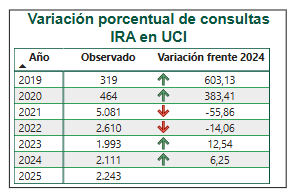 Variación porcentual de consultas
IRA en UCI
Año Observado Variación frente 2024
2019 319 603,13
2020 464 383,41
2021 5.081 -55,86
2022 2.610 -14,06
2023 1.993 12,54
2024 2.111 6,25
2025 2.243